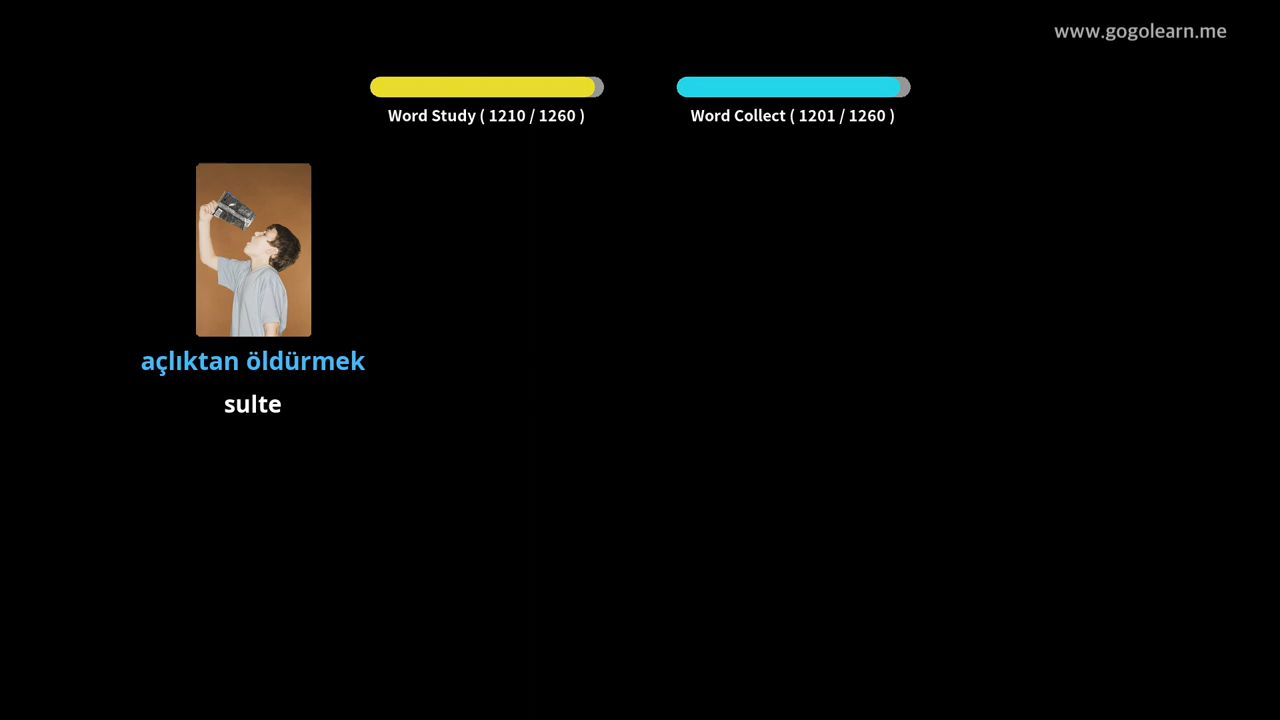 www.gogolearn.me
Word Study ( 1210 / 1260 )
Word Collect ( 1201 / 1260 )
açlıktan öldürmek
sulte